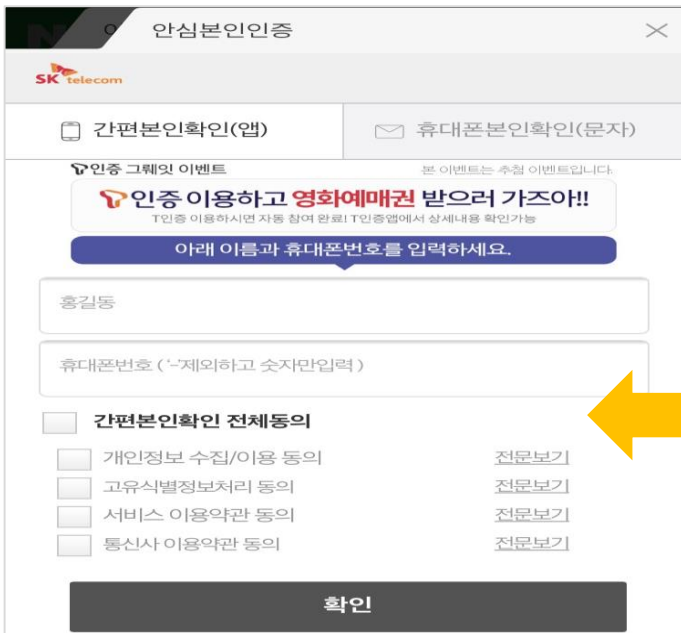 안심본인인증
SK telecom
간편본인확인(앱)
휴대폰본인확인(문자)
인증 그뤠잇 이벤트
본 이벤트는 추첨 이벤트입니다.
인증 이용하고 영화예매권 받으러 가즈아!!
T인증 이용하시면 자동 참여 완료! T인증앱에서 상세내용 확인가능
아래 이름과 휴대폰번호를 입력하세요.
홍길동
휴대폰번호 ( '-'제외하고 숫자만입력 )
간편본인확인 전체동의
개인정보 수집/이용 동의 전문보기
고유식별정보처리 동의 전문보기
서비스 이용약관 동의 전문보기
통신사 이용약관 동의 전문보기
확인